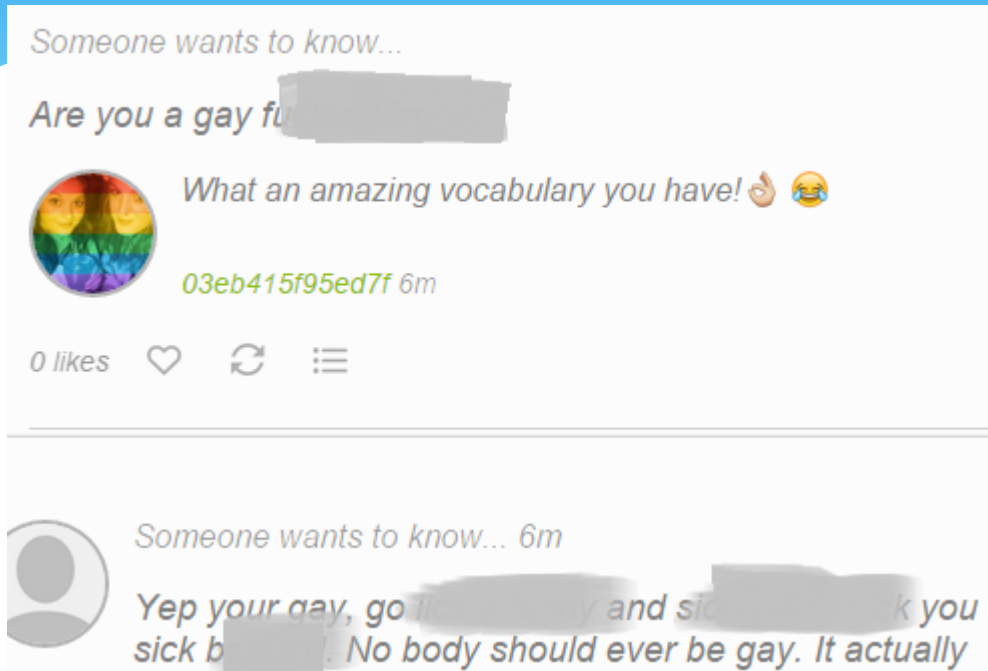 Someone wants to know...
Are you a gay
What an amazing vocabulary you have!👌 😂
03eb415f95ed7f 6m
0 likes
Someone wants to know... 6m
Yep your gay, go and you
sick No body should ever be gay. It actually